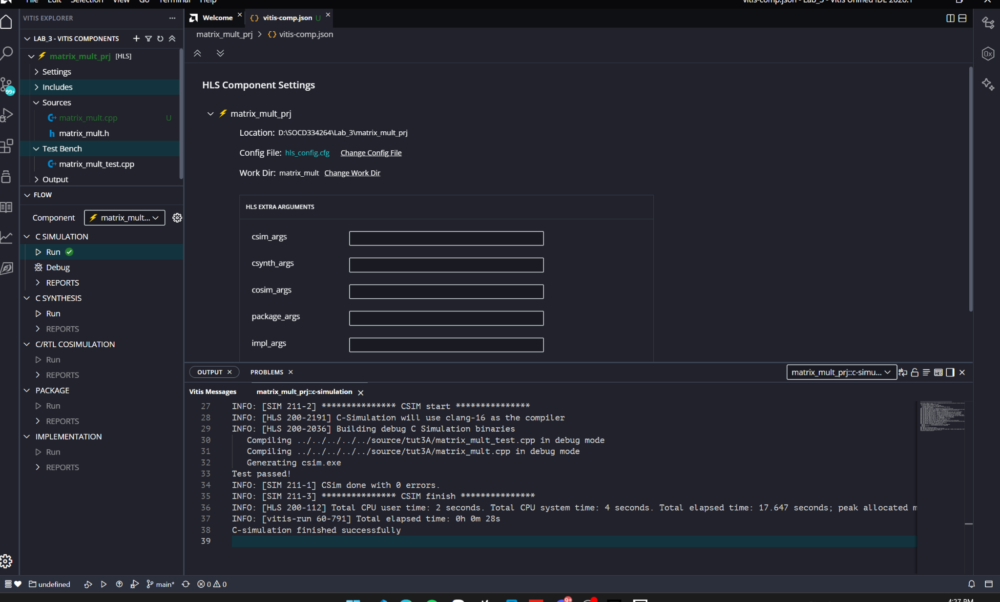 File Edit Selection View Go Terminal Help
vitis-comp.json - Lab_3 - Vitis Unified IDE
VITIS EXPLORER
Welcome
{} vitis-comp.json U
LAB_3 - VITIS COMPONENTS
matrix_mult_prj > {} vitis-comp.json
matrix_mult_prj [HLS]
Settings
Includes
Sources
matrix_mult.cpp U
h matrix_mult.h
Test Bench
matrix_mult_test.cpp
Output
99+
0x
FLOW
Component matrix_mult...
C SIMULATION
Run
Debug
REPORTS
C SYNTHESIS
Run
REPORTS
C/RTL COSIMULATION
Run
REPORTS
PACKAGE
Run
REPORTS
IMPLEMENTATION
Run
REPORTS
HLS Component Settings
matrix_mult_prj
Location: D:\SOCD334264\Lab_3\matrix_mult_prj
Config File: hls_config.cfg Change Config File
Work Dir: matrix_mult Change Work Dir
HLS EXTRA ARGUMENTS
csim_args
csynth_args
cosim_args
package_args
impl_args
OUTPUT PROBLEMS matrix_mult_prj::c-simu...
Vitis Messages matrix_mult_prj::c-simulation
27 INFO: [SIM 211-2] *************** CSIM start ***************
28 INFO: [HLS 200-2191] C-Simulation will use clang-16 as the compiler
29 INFO: [HLS 200-2036] Building debug C Simulation binaries
30 Compiling ../../../../../source/tut3A/matrix_mult_test.cpp in debug mode
31 Compiling ../../../../../source/tut3A/matrix_mult.cpp in debug mode
32 Generating csim.exe
33 Test passed!
34 INFO: [SIM 211-1] CSim done with 0 errors.
35 INFO: [SIM 211-3] *************** CSIM finish ***************
36 INFO: [HLS 200-112] Total CPU user time: 2 seconds. Total CPU system time: 4 seconds. Total elapsed time: 17.647 seconds; peak allocated m
37 INFO: [vitis-run 60-791] Total elapsed time: 0h 0m 28s
38 C-simulation finished successfully
39
undefined main* 0 0
9+
4:27 PM